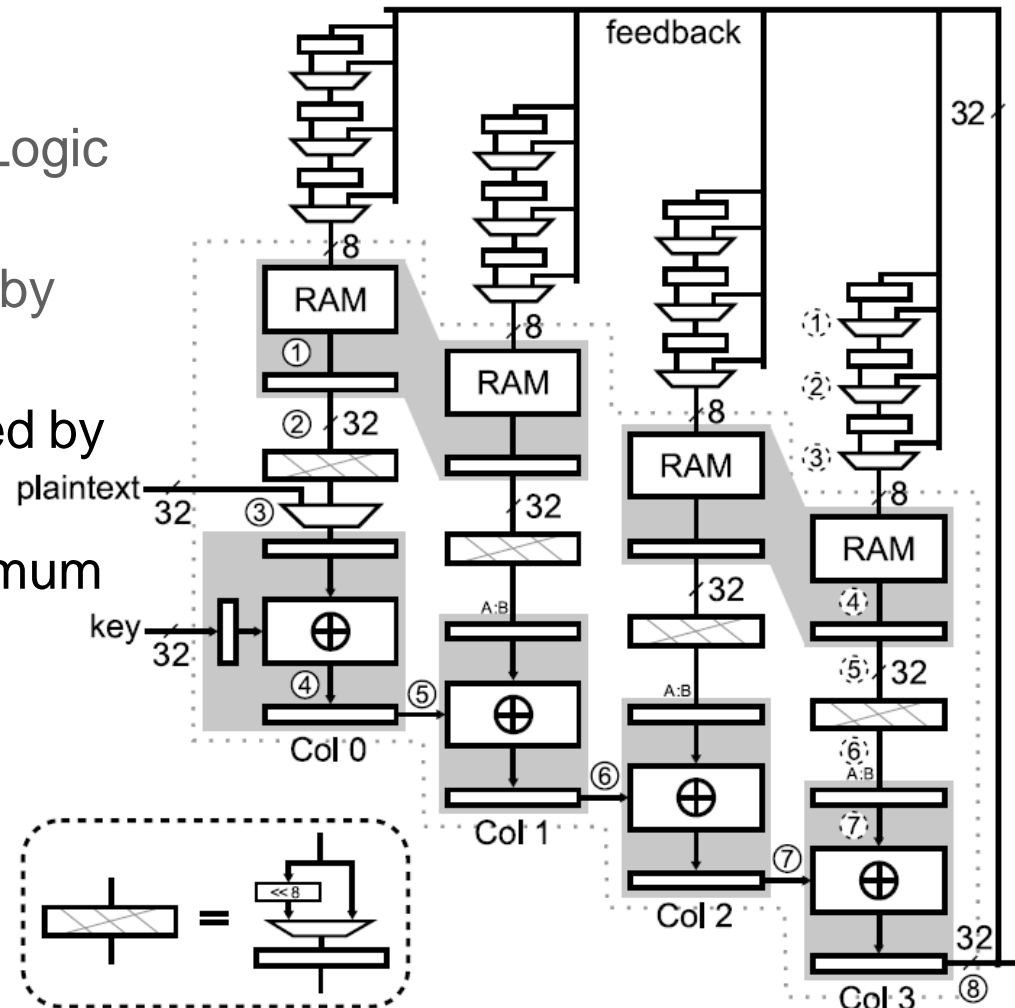 feedback
32
Logic
8
by
RAM
①
8
RAM
①
ed by
②
32
8
②
plaintext
32
RAM
③
③
32
8
mum
RAM
key
32
A:B
32
④
④
⑤
A:B
⑤
32
Col 0
⑥
⑥
A:B
Col 1
⑦
⑦
<< 8
=
Col 2
32
⑧
Col 3